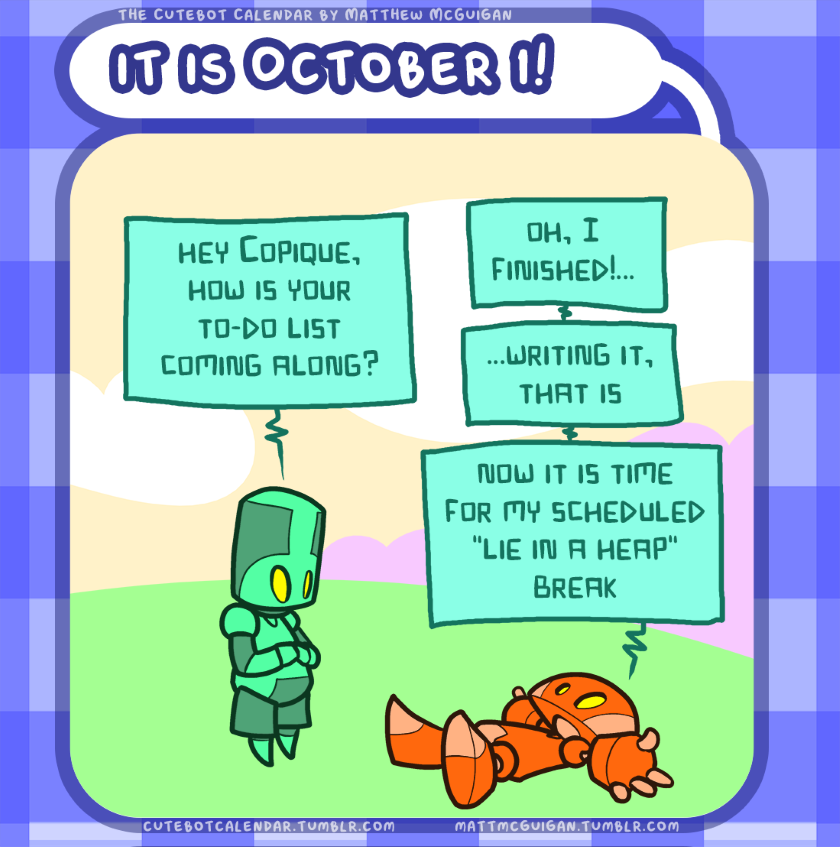 THE CUTEBOT CALENDAR BY MATTHEW MCGUIGAN
IT IS OCTOBER 1!
HEY COPIQUE,
HOW IS YOUR
TO-DO LIST
COMING ALONG?
OH, I
FINISHED!...
...WRITING IT,
THAT IS
NOW IT IS TIME
FOR MY SCHEDULED
"LIE IN A HEAP"
BREAK
CUTEBOTCALENDAR.TUMBLR.COM
MATTMCGUIGAN.TUMBLR.COM